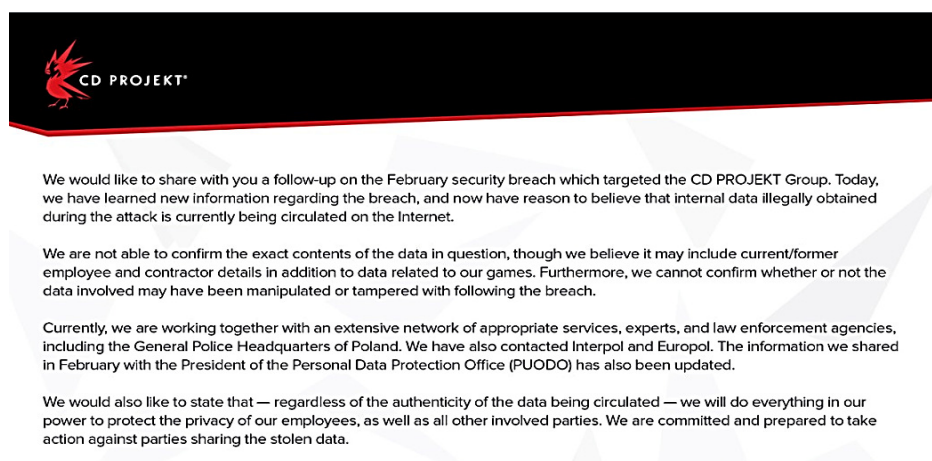 CD PROJEKT®
We would like to share with you a follow-up on the February security breach which targeted the CD PROJEKT Group. Today,
we have learned new information regarding the breach, and now have reason to believe that internal data illegally obtained
during the attack is currently being circulated on the Internet.
We are not able to confirm the exact contents of the data in question, though we believe it may include current/former
employee and contractor details in addition to data related to our games. Furthermore, we cannot confirm whether or not the
data involved may have been manipulated or tampered with following the breach.
Currently, we are working together with an extensive network of appropriate services, experts, and law enforcement agencies,
including the General Police Headquarters of Poland. We have also contacted Interpol and Europol. The information we shared
in February with the President of the Personal Data Protection Office (PUODO) has also been updated.
We would also like to state that — regardless of the authenticity of the data being circulated — we will do everything in our
power to protect the privacy of our employees, as well as all other involved parties. We are committed and prepared to take
action against parties sharing the stolen data.